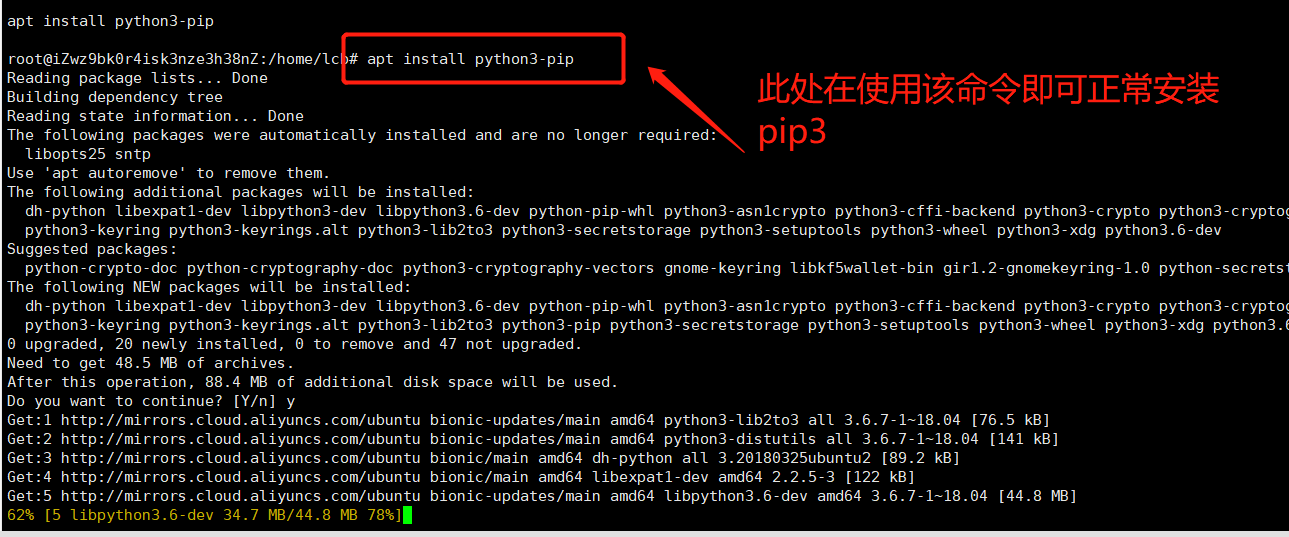 apt install python3-pip
root@iZwz9bk0r4isk3nze3h38nZ:/home/lcb# apt install python3-pip
Reading package lists... Done
Building dependency tree
Reading state information... Done
The following packages were automatically installed and are no longer required:
libopts25 sntp
Use 'apt autoremove' to remove them.
The following additional packages will be installed:
dh-python libexpat1-dev libpython3-dev libpython3.6-dev python-pip-whl python3-asn1crypto python3-cffi-backend python3-crypto python3-cryptog
python3-keyring python3-keyrings.alt python3-lib2to3 python3-secretstorage python3-setuptools python3-wheel python3-xdg python3.6-dev
Suggested packages:
python-crypto-doc python-cryptography-doc python3-cryptography-vectors gnome-keyring libkf5wallet-bin gir1.2-gnomekeyring-1.0 python-secretst
The following NEW packages will be installed:
dh-python libexpat1-dev libpython3-dev libpython3.6-dev python-pip-whl python3-asn1crypto python3-cffi-backend python3-crypto python3-cryptog
python3-keyring python3-keyrings.alt python3-lib2to3 python3-pip python3-secretstorage python3-setuptools python3-wheel python3-xdg python3.6
0 upgraded, 20 newly installed, 0 to remove and 47 not upgraded.
Need to get 48.5 MB of archives.
After this operation, 88.4 MB of additional disk space will be used.
Do you want to continue? [Y/n] y
Get:1 http://mirrors.cloud.aliyuncs.com/ubuntu bionic-updates/main amd64 python3-lib2to3 all 3.6.7-1~18.04 [76.5 kB]
Get:2 http://mirrors.cloud.aliyuncs.com/ubuntu bionic-updates/main amd64 python3-distutils all 3.6.7-1~18.04 [141 kB]
Get:3 http://mirrors.cloud.aliyuncs.com/ubuntu bionic/main amd64 dh-python all 3.20180325ubuntu2 [89.2 kB]
Get:4 http://mirrors.cloud.aliyuncs.com/ubuntu bionic/main amd64 libexpat1-dev amd64 2.2.5-3 [122 kB]
Get:5 http://mirrors.cloud.aliyuncs.com/ubuntu bionic-updates/main amd64 libpython3.6-dev amd64 3.6.7-1~18.04 [44.8 MB]
62% [5 libpython3.6-dev 34.7 MB/44.8 MB 78%]
此处在使用该命令即可正常安装
pip3